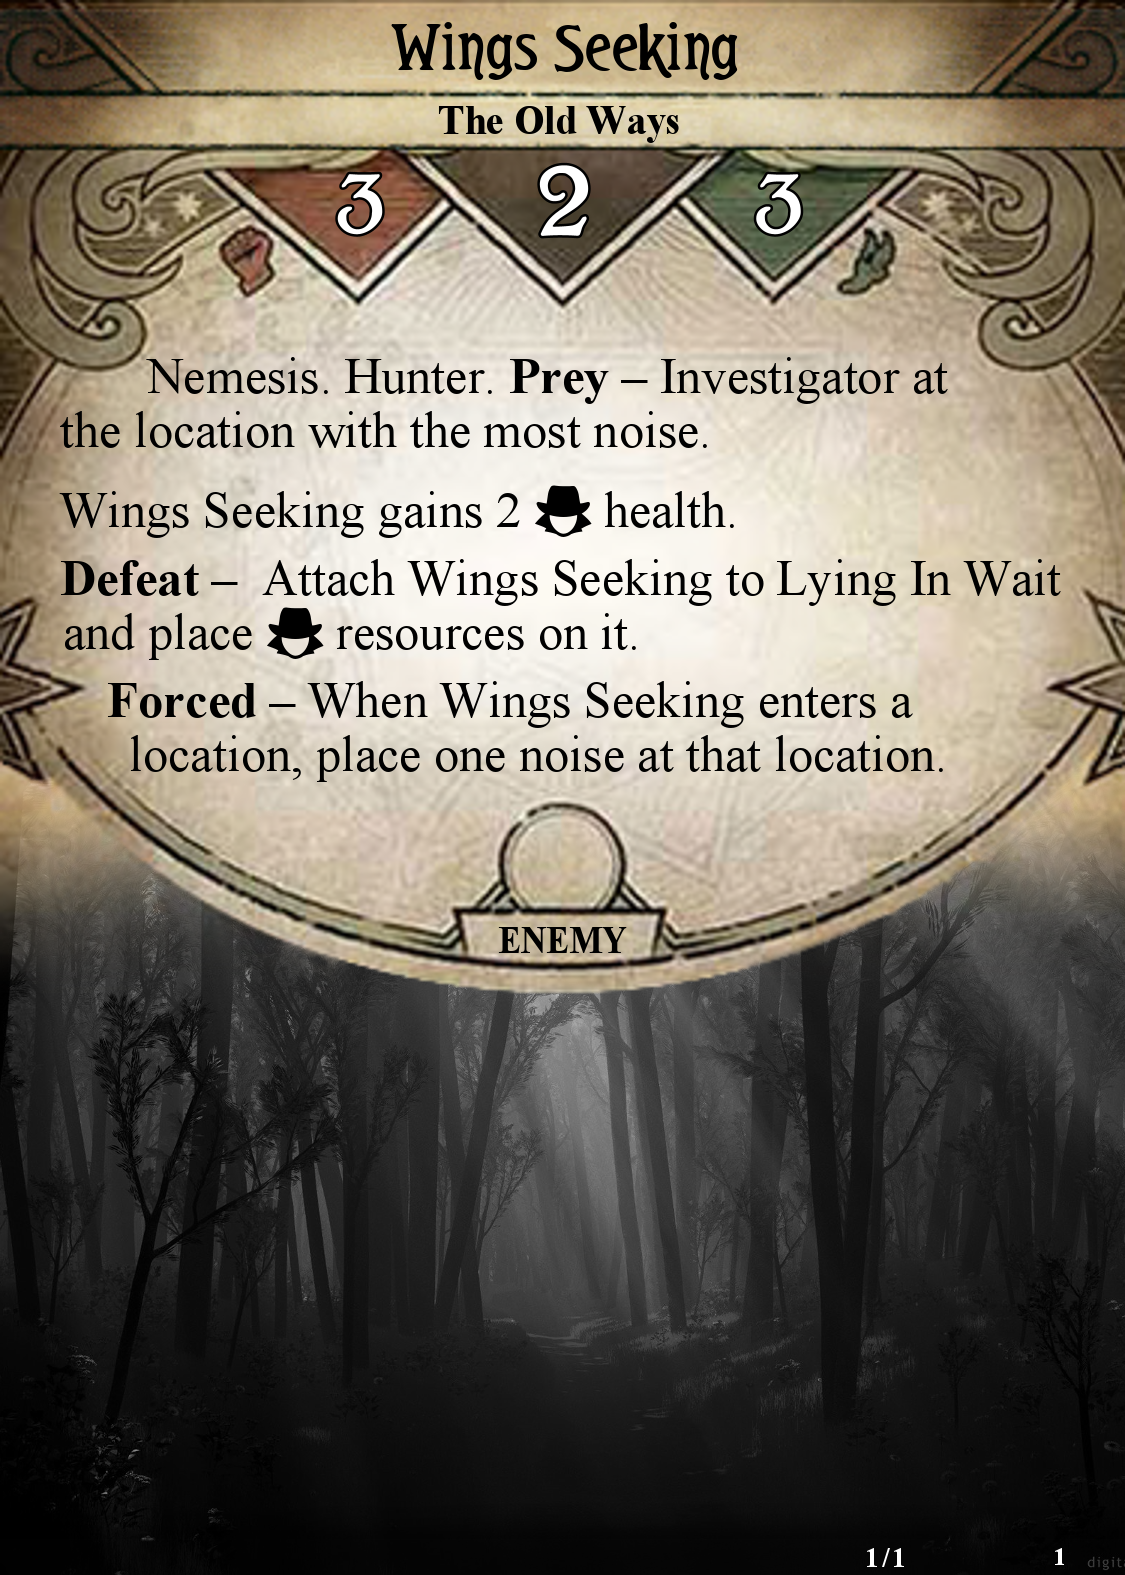 Wings Seeking
The Old Ways
3 2 3
Nemesis. Hunter. Prey – Investigator at
the location with the most noise.
Wings Seeking gains 2 health.
Defeat – Attach Wings Seeking to Lying In Wait
and place resources on it.
Forced – When Wings Seeking enters a
location, place one noise at that location.
ENEMY
1/1 1